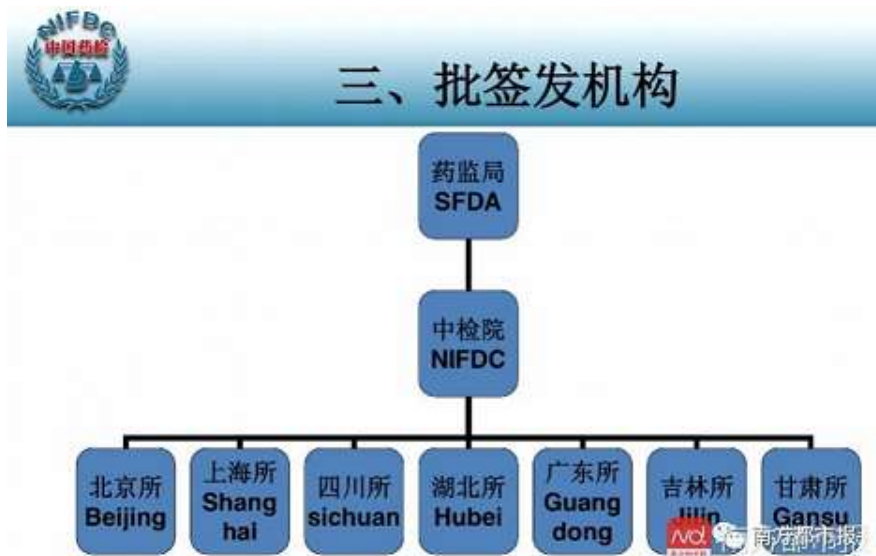 NIFDC
中国药检
三、批签发机构
药监局
SFDA
中检院
NIFDC
北京所
Beijing
上海所
Shang
hai
四川所
sichuan
湖北所
Hubei
广东所
Guang
dong
吉林所
Jilin
甘肃所
Gansu
南方都市报